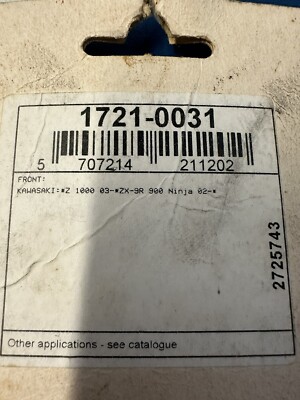 1721-0031
5 707214 211202
FRONT:
KAWASAKI:*Z 1000 03-*ZX-9R 900 Ninja 02-*
2725743
Other applications - see catalogue